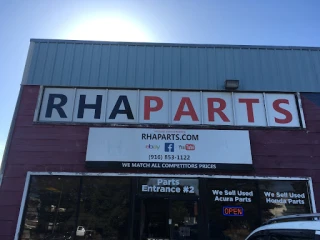 RHAPARTS
RHAPARTS.COM
ebay f YouTube
(916) 853-1122
WE MATCH ALL COMPETITORS PRICES
Parts
Entrance #2
We Sell Used
Acura Parts
We Sell Used
Honda Parts
OPEN